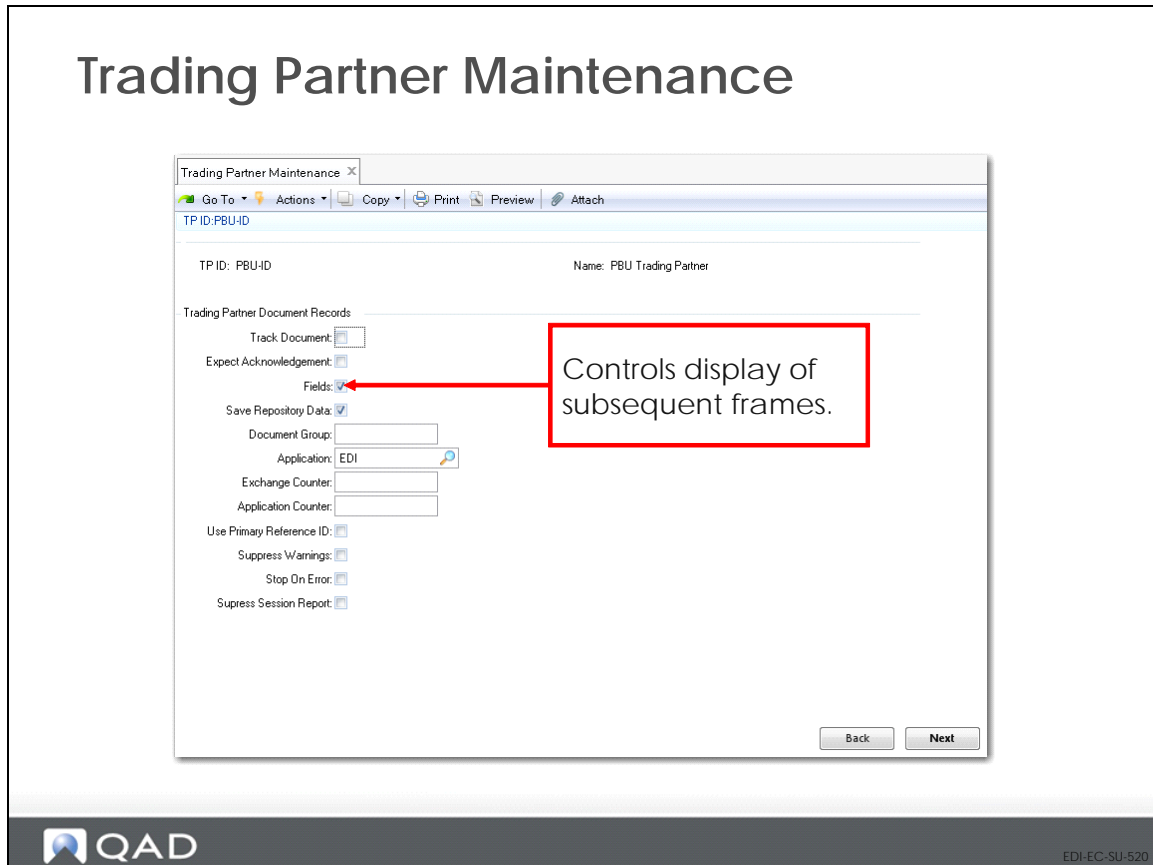 Trading Partner Maintenance
Trading Partner Maintenance X
Go To Actions Copy Print Preview Attach
TP ID:PBU-ID
TP ID: PBU-ID Name: PBU Trading Partner
Trading Partner Document Records
Track Document:
Expect Acknowledgement:
Fields:
Controls display of
subsequent frames.
Save Repository Data:
Document Group:
Application: EDI
Exchange Counter:
Application Counter:
Use Primary Reference ID:
Suppress Warnings:
Stop On Error:
Supress Session Report:
Back Next
QAD
EDI-EC-SU-520